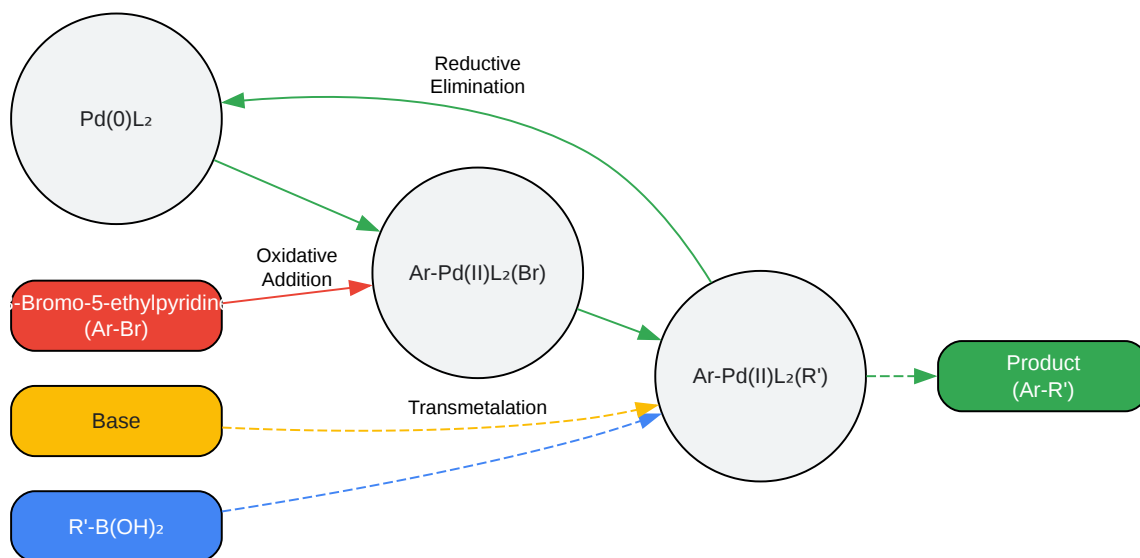 Reductive
Elimination
Pd(0)L₂
Oxidative
Addition
Ar-Pd(II)L₂(Br)
3-Bromo-5-ethylpyridine
(Ar-Br)
Ar-Pd(II)L₂(R')
Product
(Ar-R')
Base
Transmetalation
R'-B(OH)₂